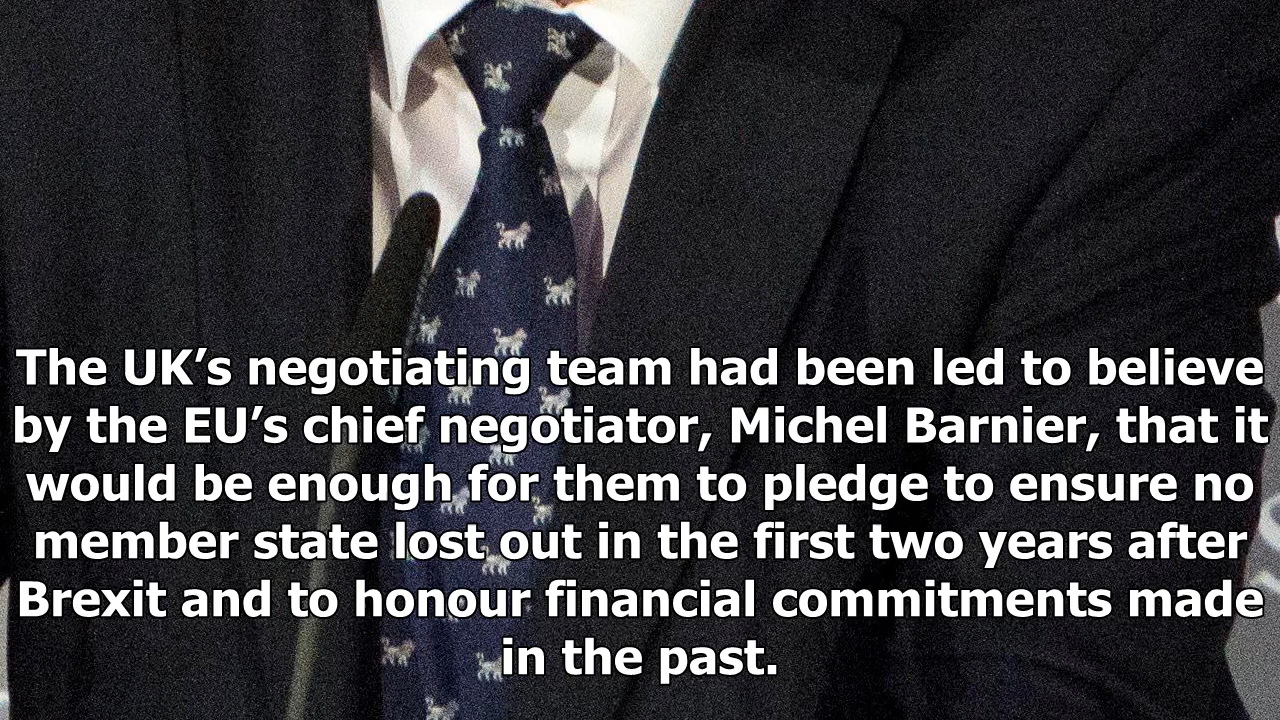 The UK’s negotiating team had been led to believe
by the EU’s chief negotiator, Michel Barnier, that it
would be enough for them to pledge to ensure no
member state lost out in the first two years after
Brexit and to honour financial commitments made
in the past.